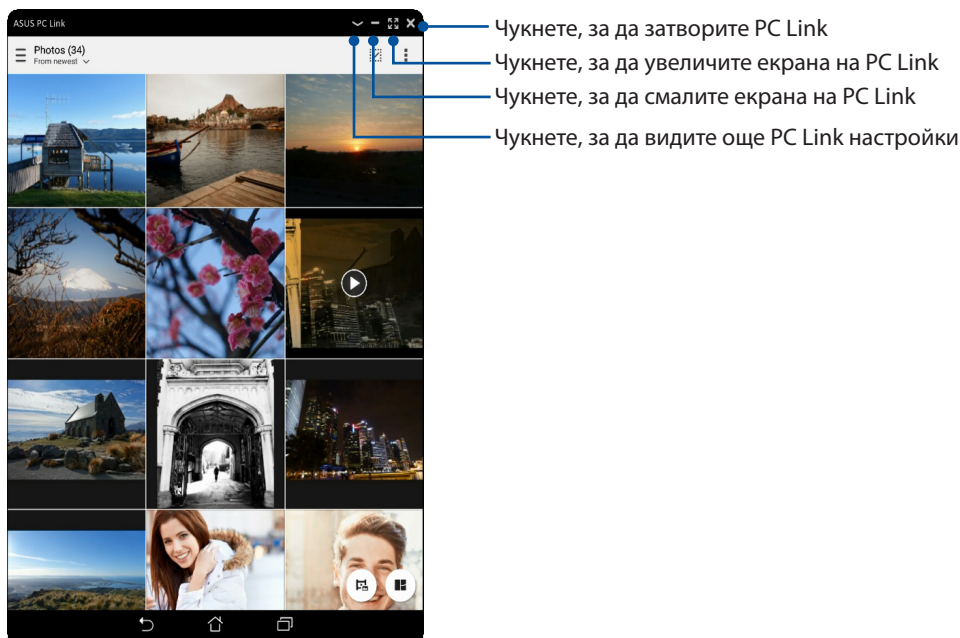 ASUS PC Link
Photos (34)
From newest
Чукнете, за да затворите PC Link
Чукнете, за да увеличите екрана на PC Link
Чукнете, за да смалите екрана на PC Link
Чукнете, за да видите още PC Link настройки